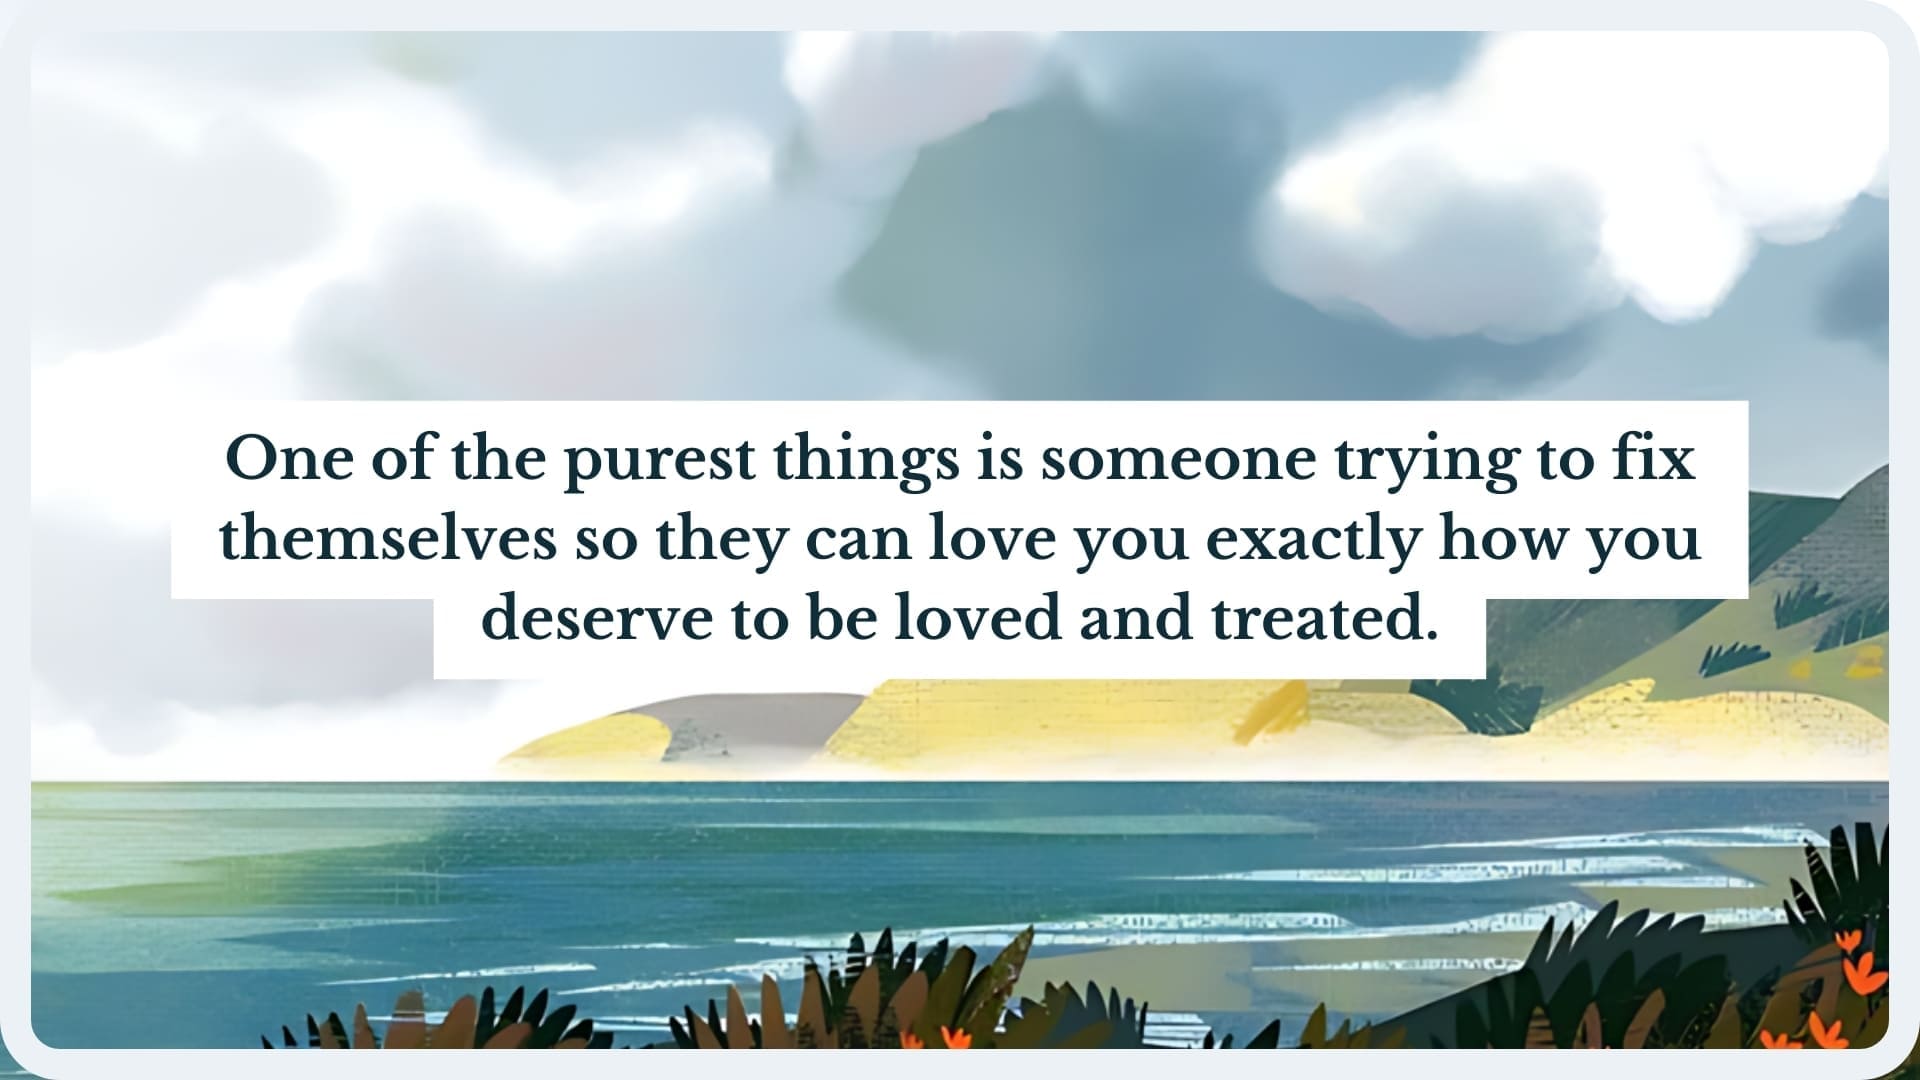 One of the purest things is someone trying to fix
themselves so they can love you exactly how you
deserve to be loved and treated.